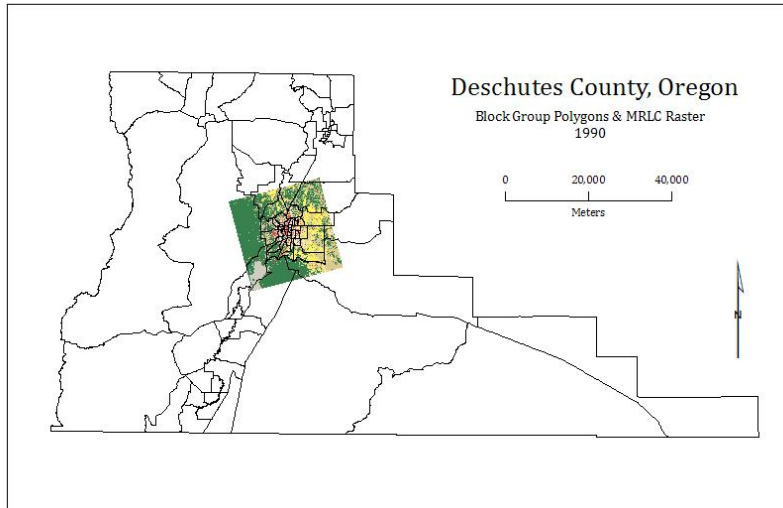 Deschutes County, Oregon
Block Group Polygons & MRLC Raster
1990
0 20,000 40,000
Meters
N